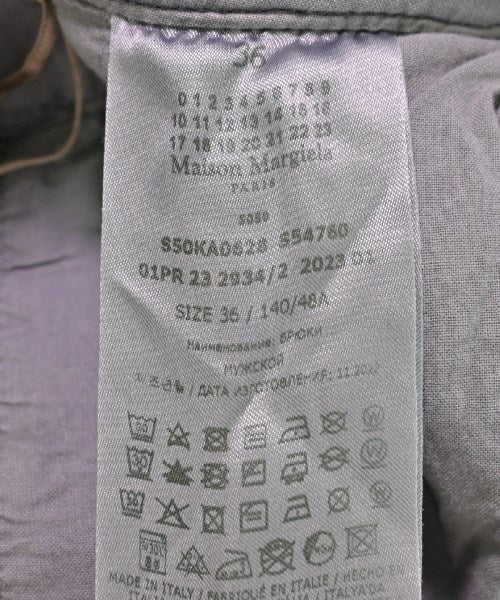 36
0 1 2 3 4 5 6 7 8 9
10 11 12 13 14 15 16
17 18 19 20 21 22 23
Maison Margiela
PARIS
S50KA0628 S54760
01PR 23 2934/2 2023 01
SIZE 36 / 140/48A
Наименование: БРЮКИ
МУЖСКОЙ
/ ДАТА ИЗГОТОВЛЕНИЯ: 11.2022
MADE IN ITALY / FABRIQUÉ EN ITALIE / HECHO EN